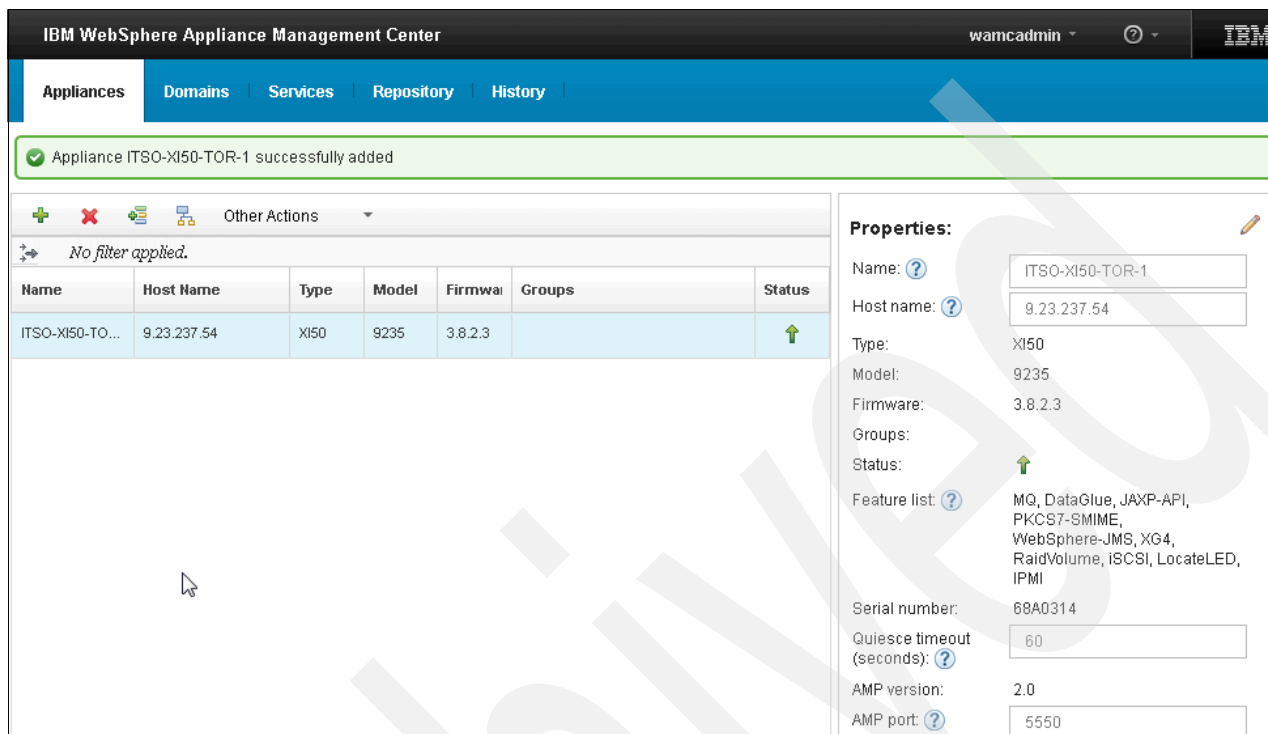 IBM WebSphere Appliance Management Center wamcadmin IBM
Appliances Domains Services Repository History
Appliance ITSO-XI50-TOR-1 successfully added
Other Actions
No filter applied.
Name Host Name Type Model Firmwar Groups Status
ITSO-XI50-TO... 9.23.237.54 XI50 9235 3.8.2.3
Properties:
Name: ? ITSO-XI50-TOR-1
Host name: ? 9.23.237.54
Type: XI50
Model: 9235
Firmware: 3.8.2.3
Groups:
Status:
Feature list: ? MQ, DataGlue, JAXP-API,
PKCS7-SMIME,
WebSphere-JMS, XG4,
RaidVolume, iSCSI, LocateLED,
IPMI
Serial number: 68A0314
Quiesce timeout
(seconds): ? 60
AMP version: 2.0
AMP port: ? 5550